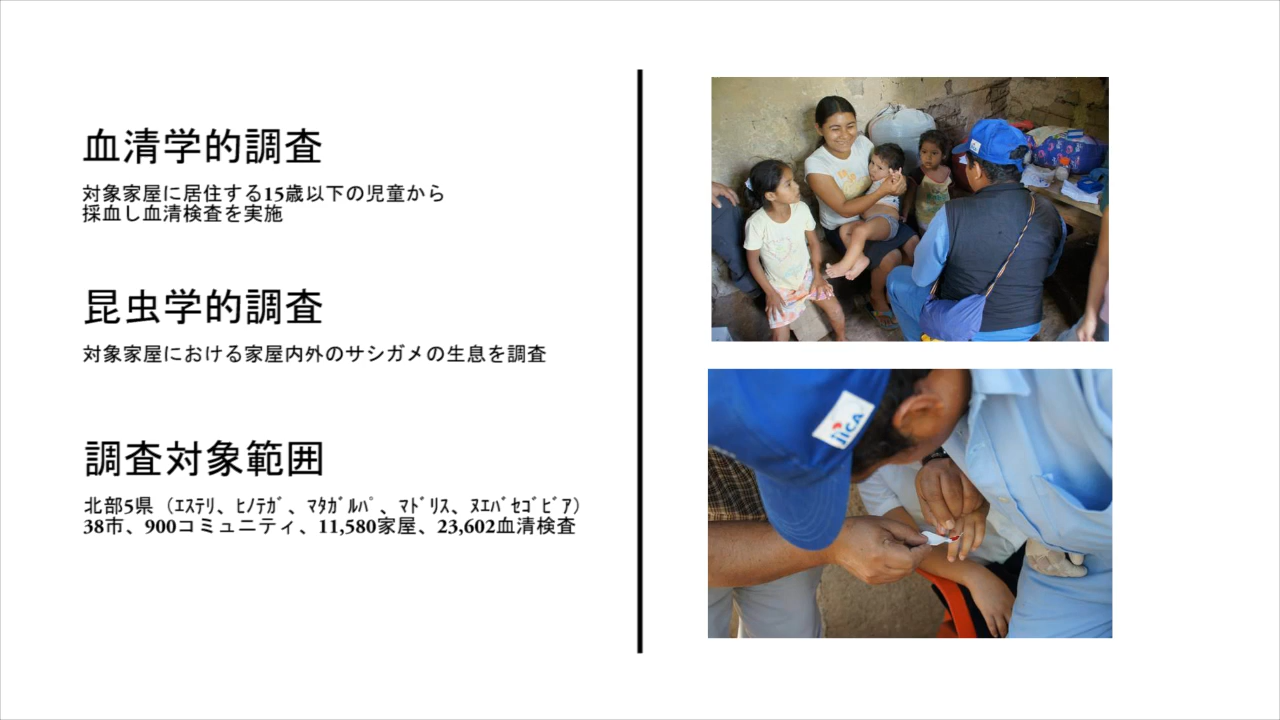 血清学的調査
対象家屋に居住する15歳以下の児童から
採血し血清検査を実施
昆虫学的調査
対象家屋における家屋内外のサシガメの生息を調査
調査対象範囲
北部5県（ｴｽﾃﾘ、ﾋﾉﾃｶﾞ、ﾏﾀｶﾞﾙﾊﾟ、ﾏﾄﾞﾘｽ、ﾇｴﾊﾞｾｺﾞﾋﾞｱ）
38市、900コミュニティ、11,580家屋、23,602血清検査
jICA